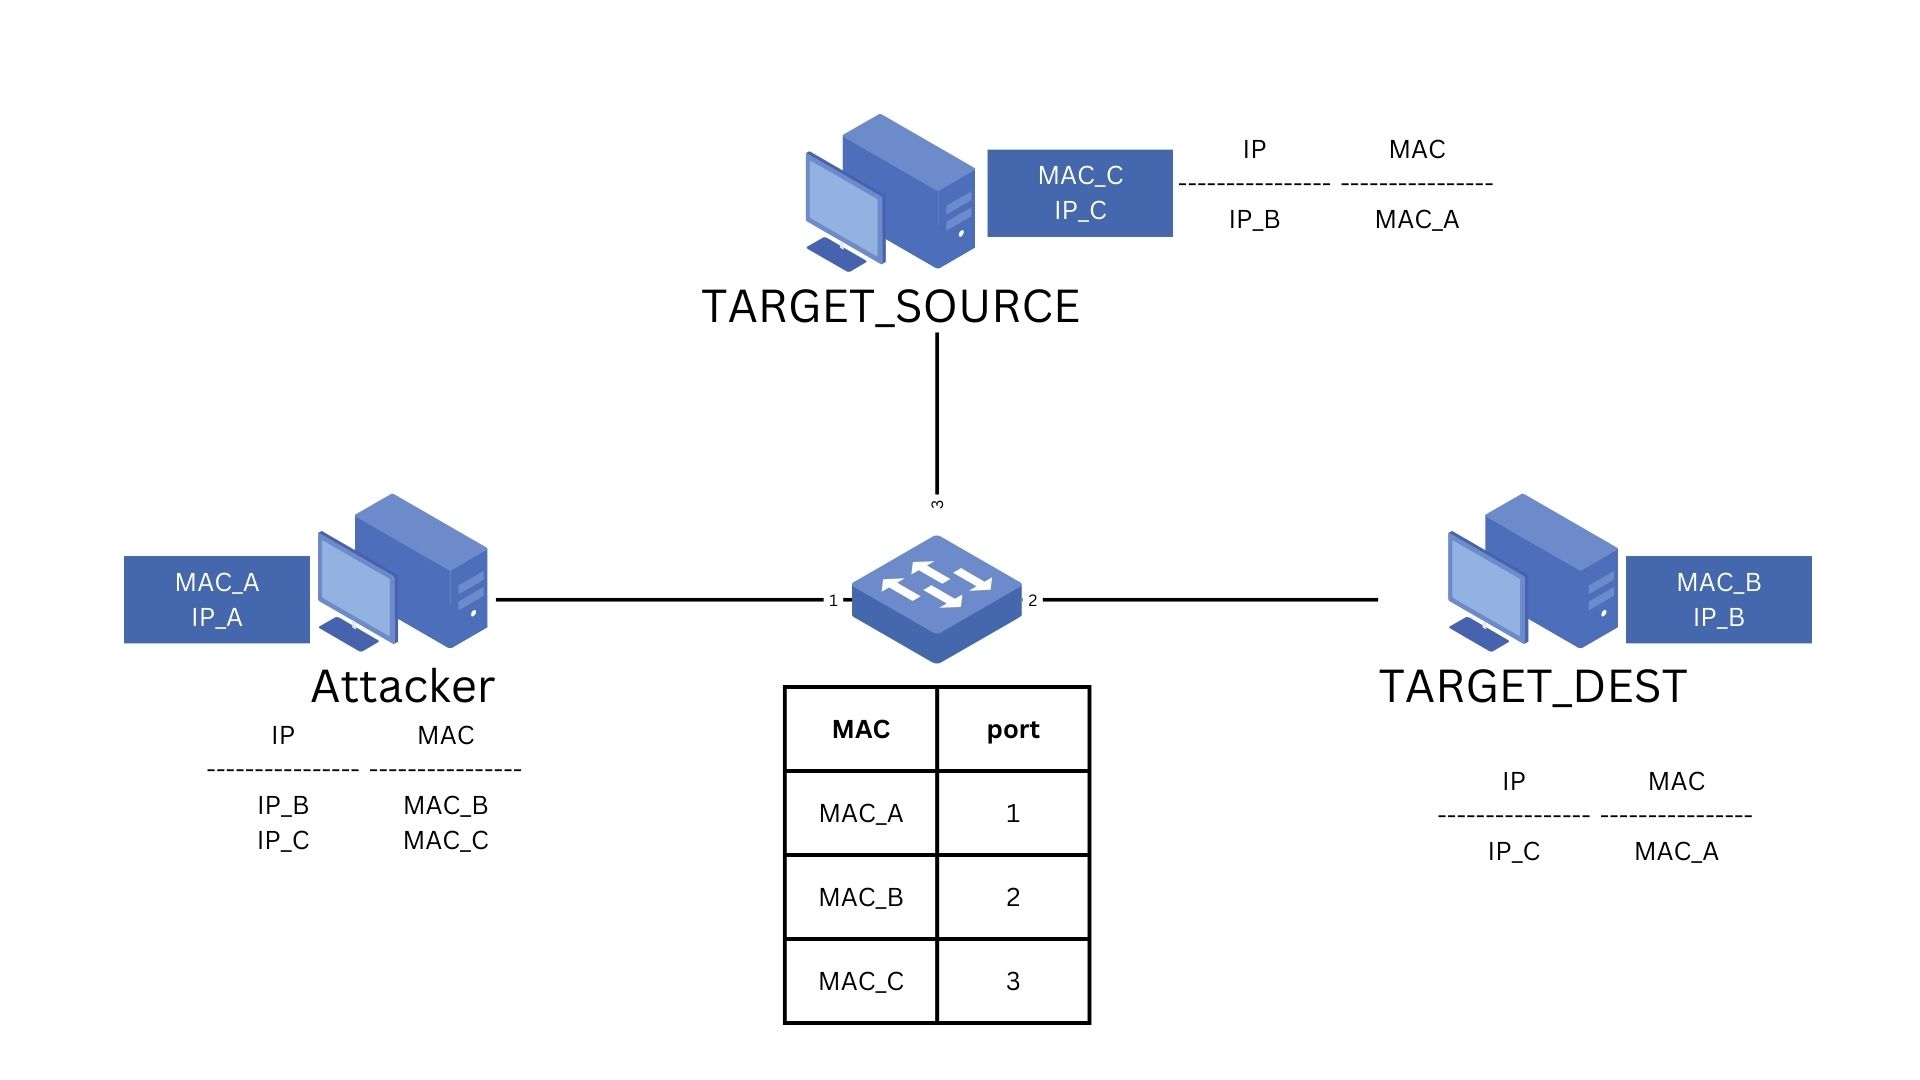 IP MAC
--------------- ---------------
IP_B MAC_A
MAC_C
IP_C
TARGET_SOURCE
3
MAC_A
IP_A
1
2
MAC_B
IP_B
Attacker
IP MAC
--------------- ---------------
IP_B MAC_B
IP_C MAC_C
MAC port
MAC_A 1
MAC_B 2
MAC_C 3
TARGET_DEST
IP MAC
--------------- ---------------
IP_C MAC_A